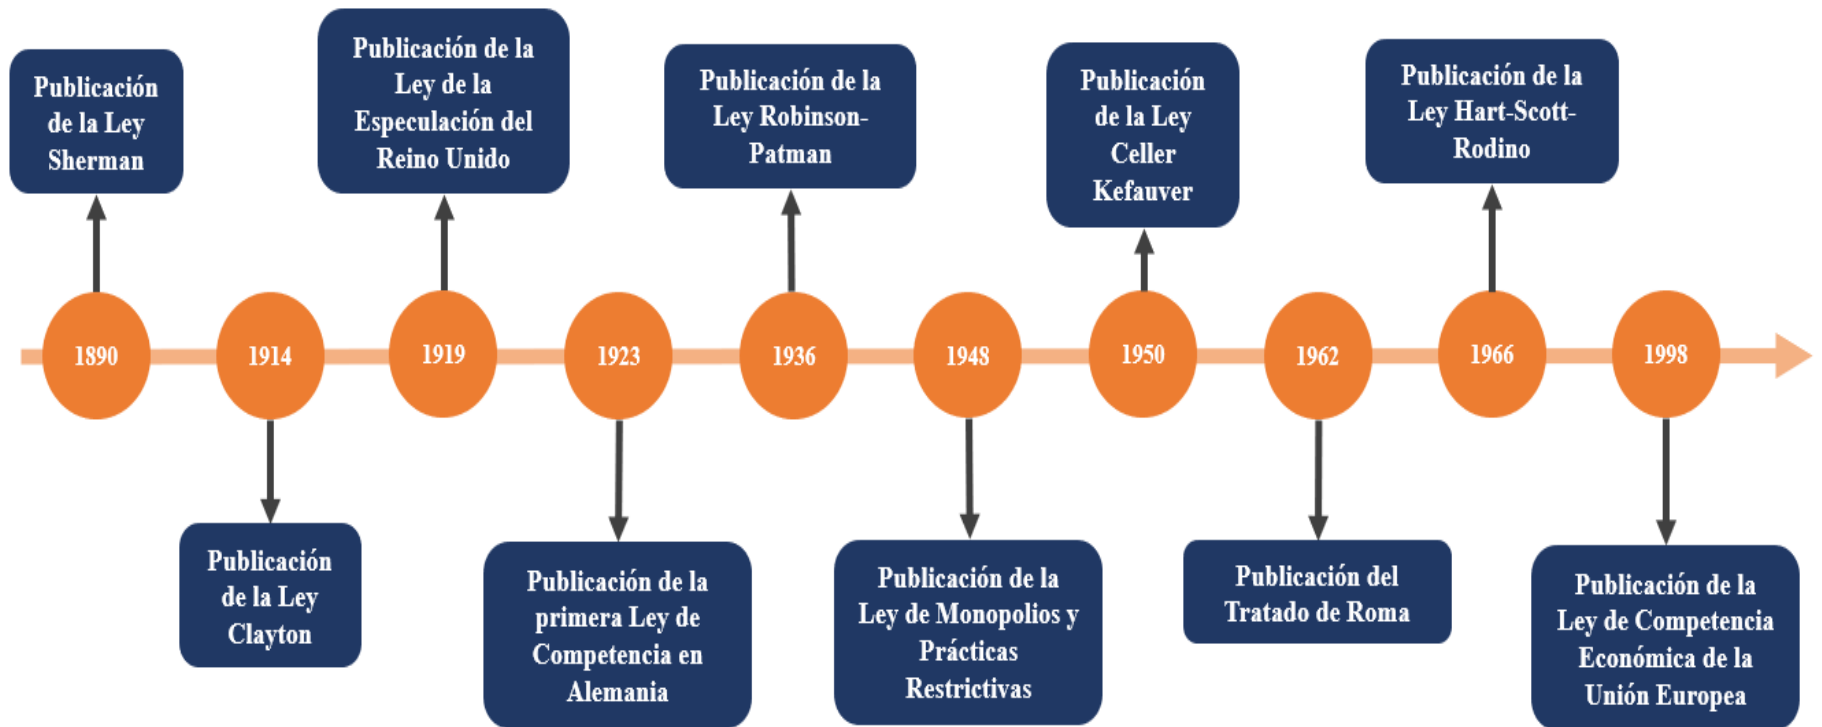 Publicación
de la Ley
Sherman
Publicación de la
Ley de la
Especulación del
Reino Unido
Publicación de la
Ley Robinson-
Patman
Publicación
de la Ley
Celler
Kefauver
Publicación de la
Ley Hart-Scott-
Rodino
1890
1914
1919
1923
1936
1948
1950
1962
1966
1998
Publicación
de la Ley
Clayton
Publicación de la
primera Ley de
Competencia en
Alemania
Publicación de la
Ley de Monopolios y
Prácticas
Restrictivas
Publicación del
Tratado de Roma
Publicación de la
Ley de Competencia
Económica de la
Unión Europea